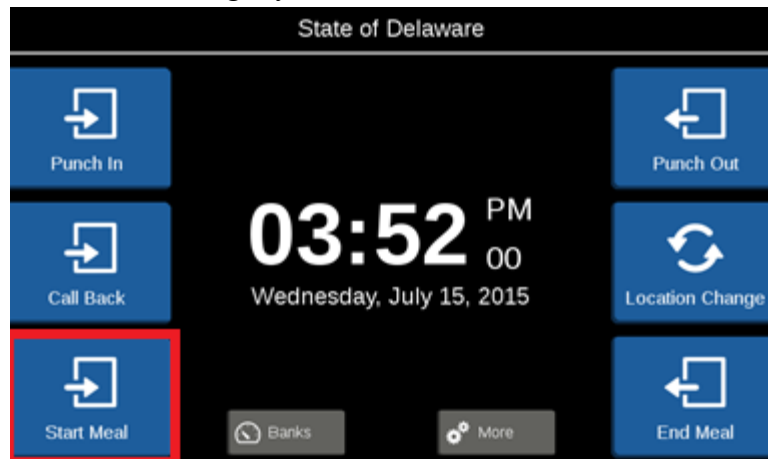 State of Delaware
Punch In
Punch Out
03:52 PM
00
Call Back
Wednesday, July 15, 2015
Location Change
Start Meal
Banks
More
End Meal